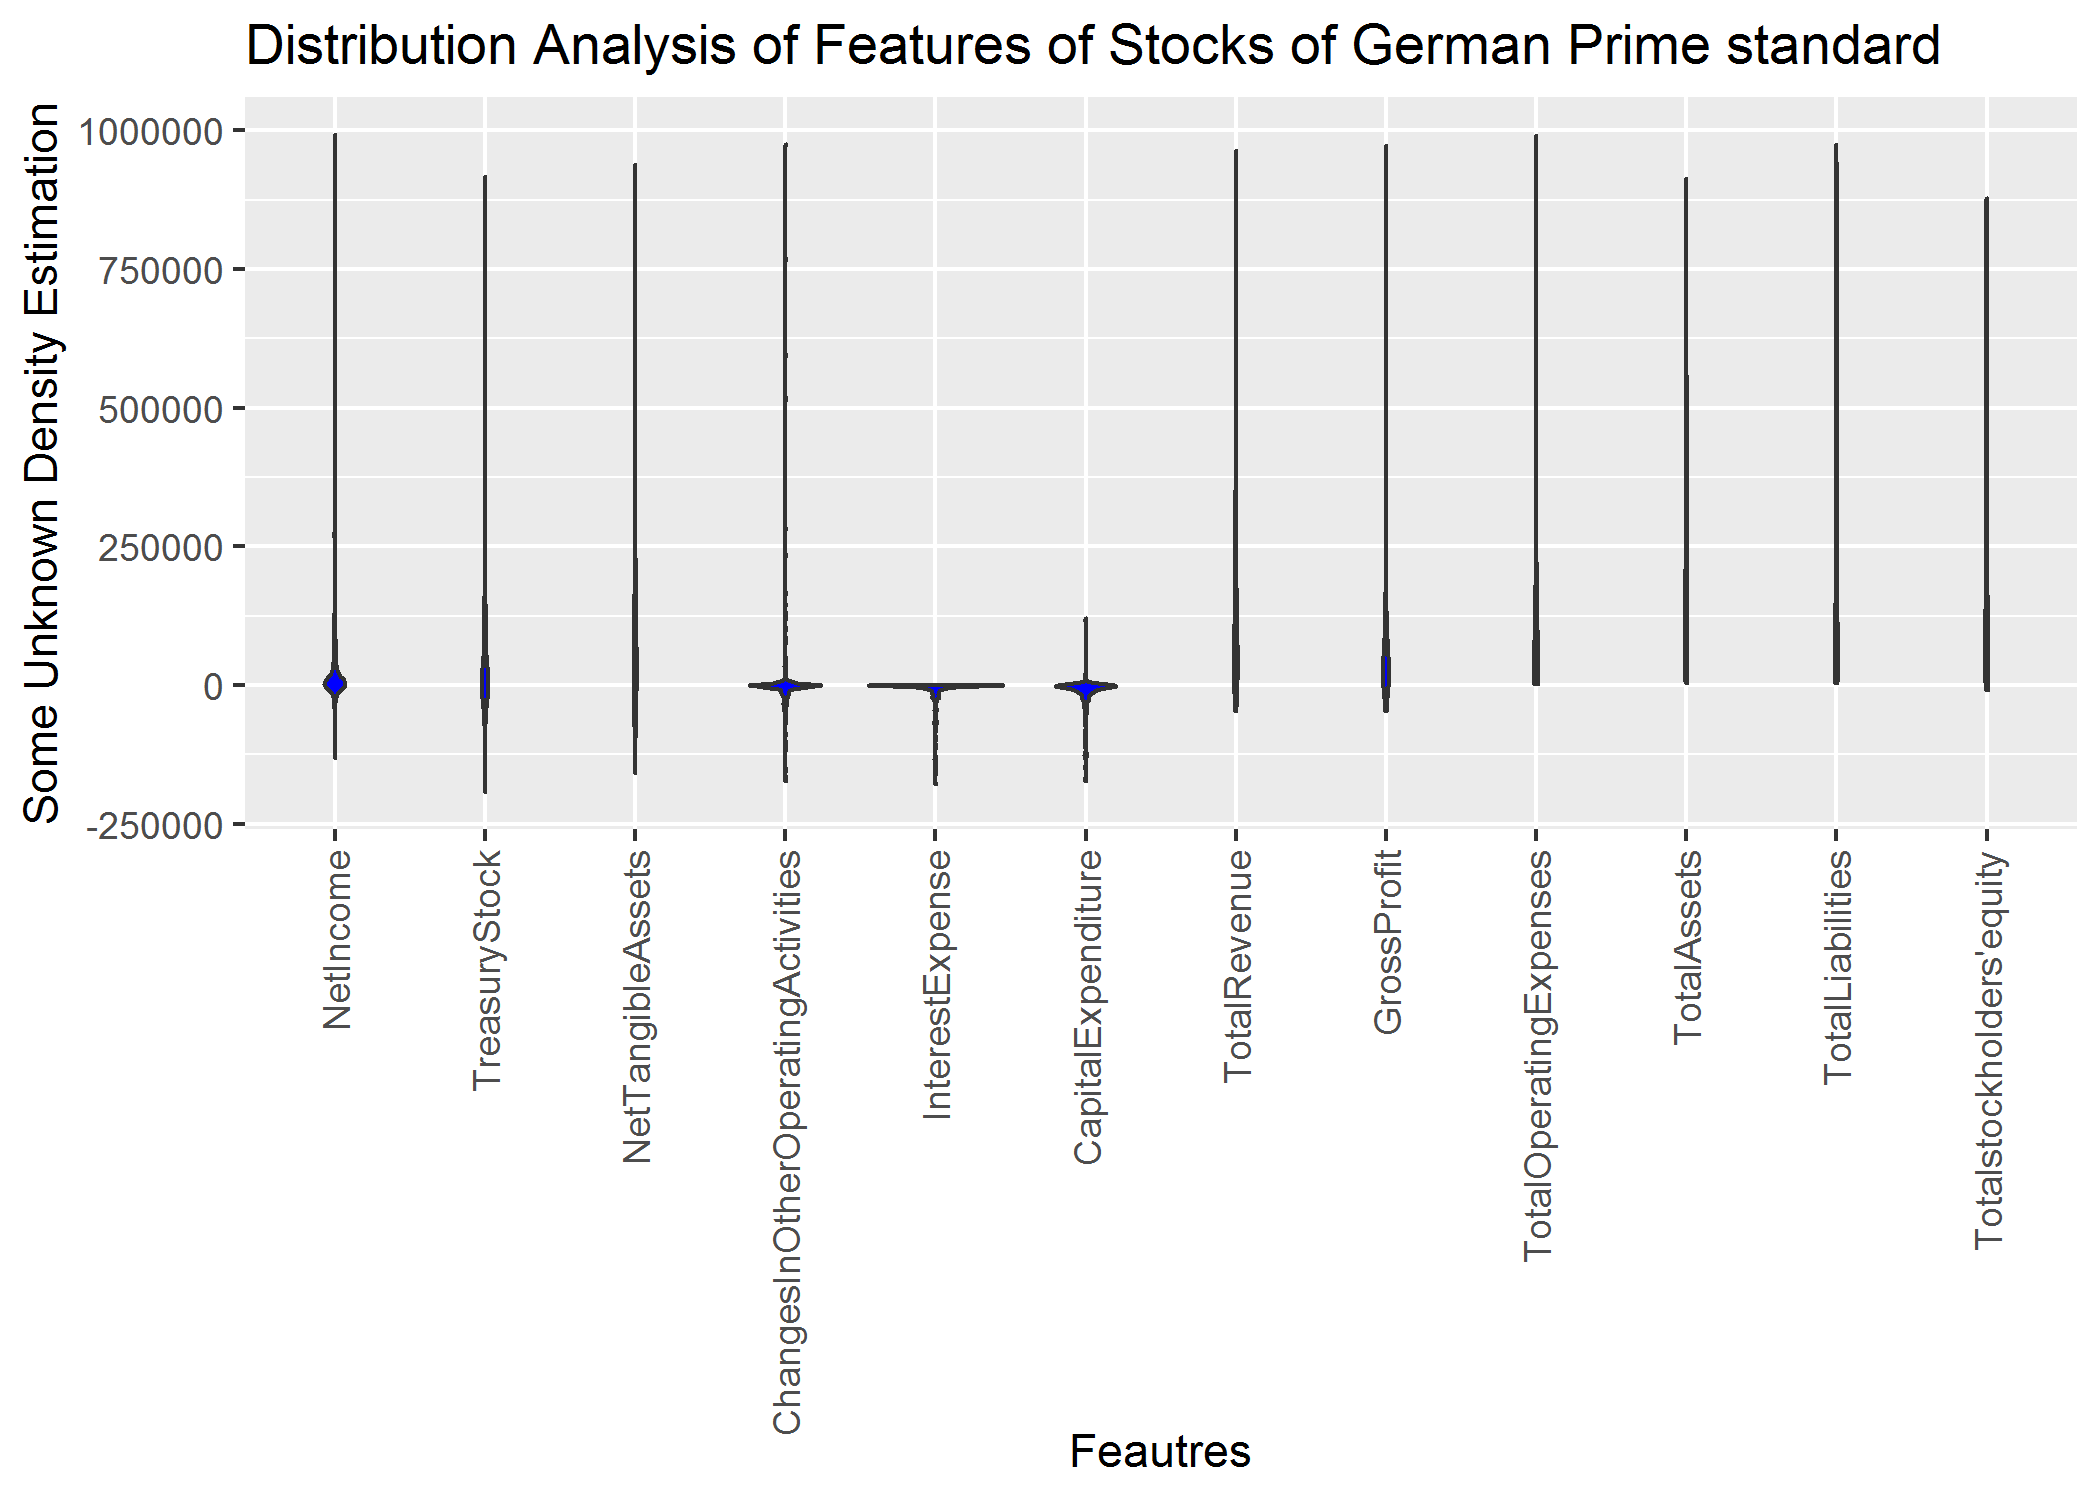 Distribution Analysis of Features of Stocks of German Prime standard
Some Unknown Density Estimation
1000000
750000
500000
250000
0
-250000
NetIncome
TreasuryStock
NetTangibleAssets
ChangesInOtherOperatingActivities
InterestExpense
CapitalExpenditure
TotalRevenue
GrossProfit
TotalOperatingExpenses
TotalAssets
TotalLiabilities
Totalstockholders'equity
Feautres